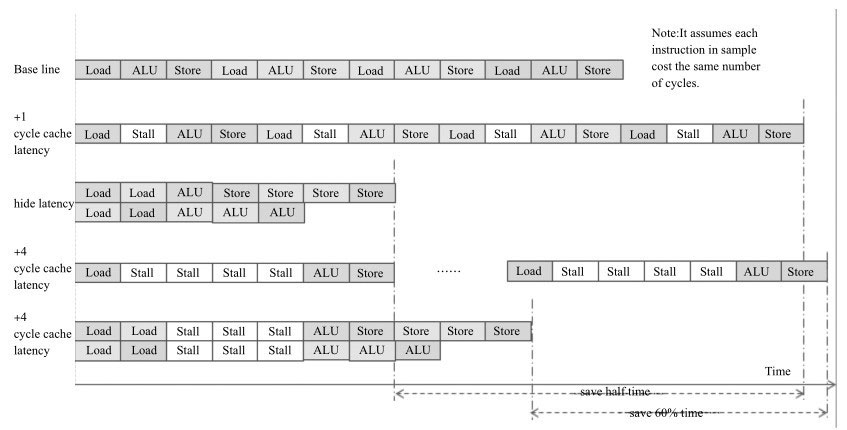 Note:It assumes each
instruction in sample
cost the same number
of cycles.
Base line
Load ALU Store Load ALU Store Load ALU Store Load ALU Store
+1
cycle cache
latency
Load Stall ALU Store Load Stall ALU Store Load Stall ALU Store Load Stall ALU Store
hide latency
Load Load ALU Store Store Store Store
Load Load ALU ALU ALU
+4
cycle cache
latency
Load Stall Stall Stall Stall ALU Store ...... Load Stall Stall Stall Stall ALU Store
+4
cycle cache
latency
Load Load Stall Stall Stall ALU Store Store Store Store
Load Load Stall Stall Stall ALU ALU ALU
Time
save half time
save 60% time